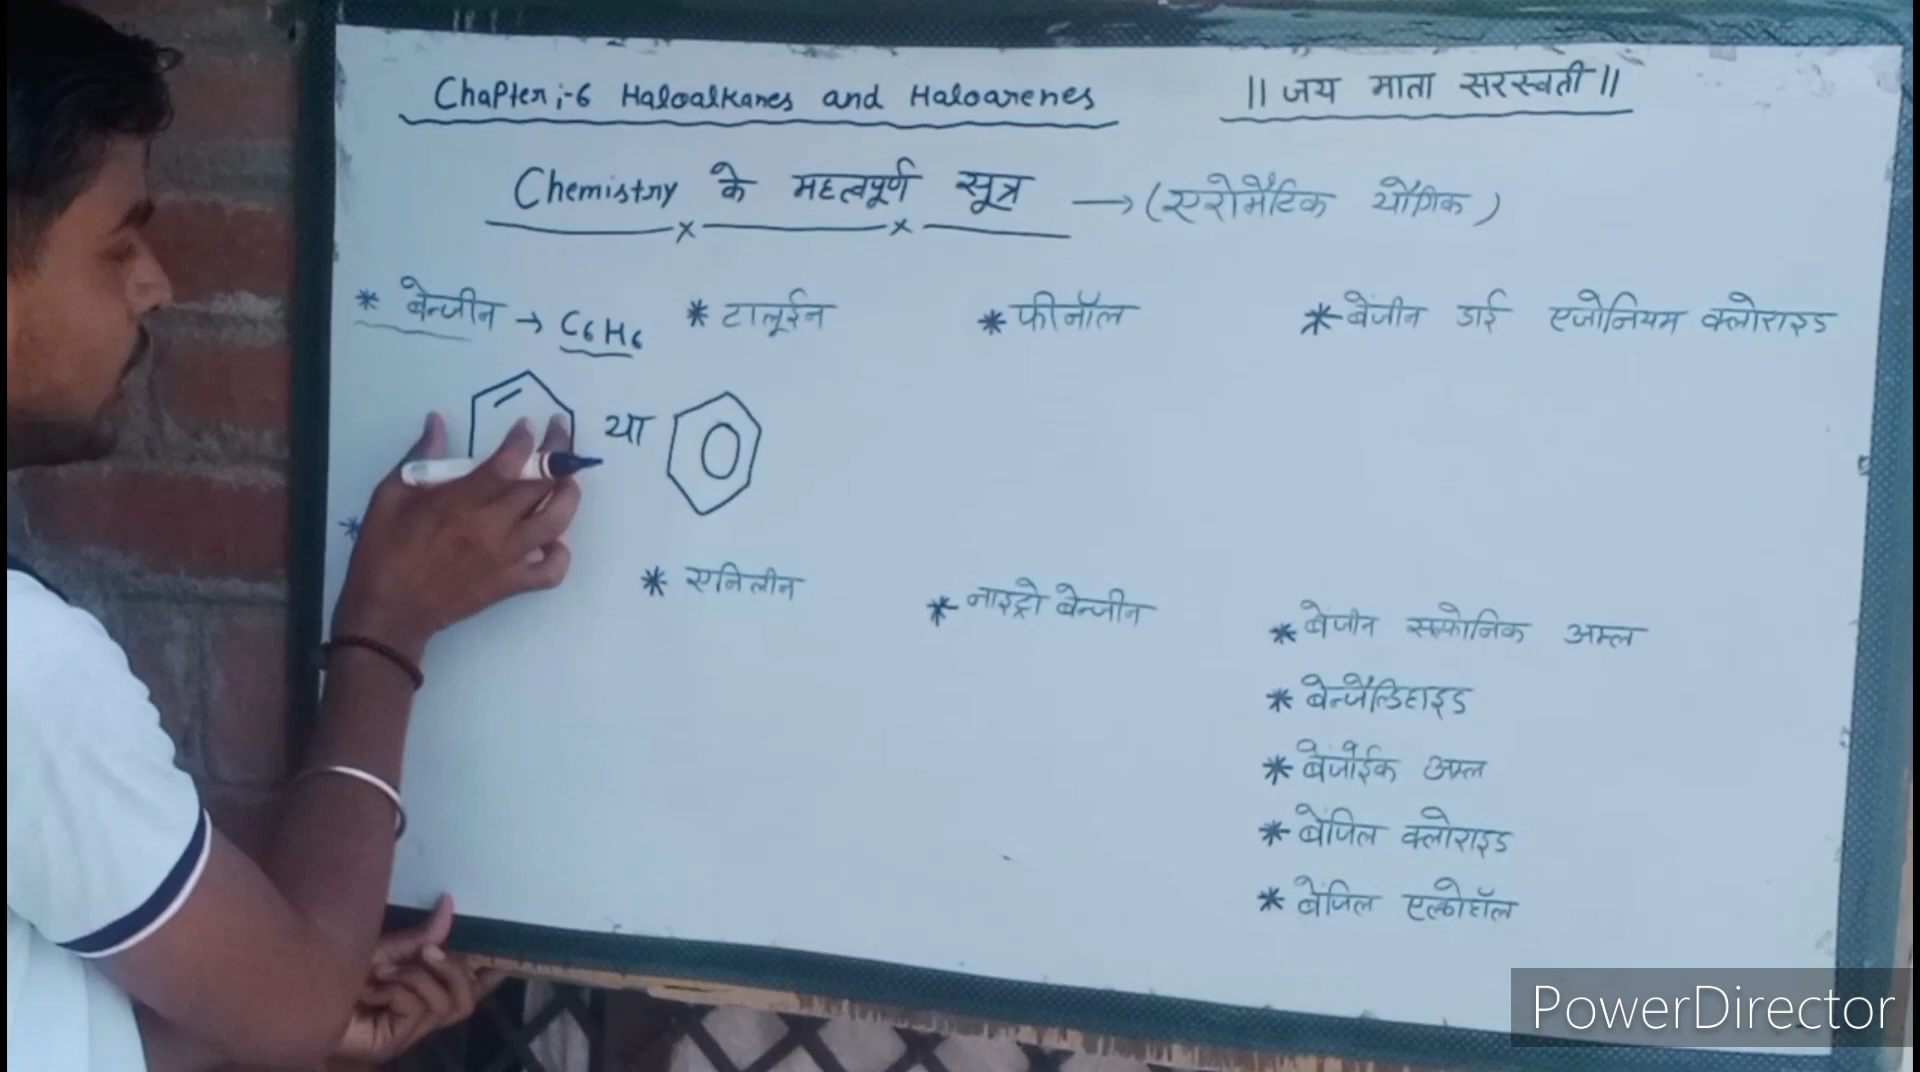 Chapter:-6 Haloalkanes and Haloarenes
|| जय माता सरस्वती ||
Chemistry के महत्वपूर्ण सूत्र → (एरोमैटिक यौगिक)
* बेन्जीन → C₆H₆
* टालूईन
* फीनॉल
* बेंजीन डाई एजोनियम क्लोराइड
या
*
* एनिलीन
* नाइट्रो बेन्जीन
* बेंजीन सल्फोनिक अम्ल
* बेन्जैल्डिहाइड
* बेंजोईक अम्ल
* बेंजिल क्लोराइड
* बेंजिल एल्कोहॉल
PowerDirector